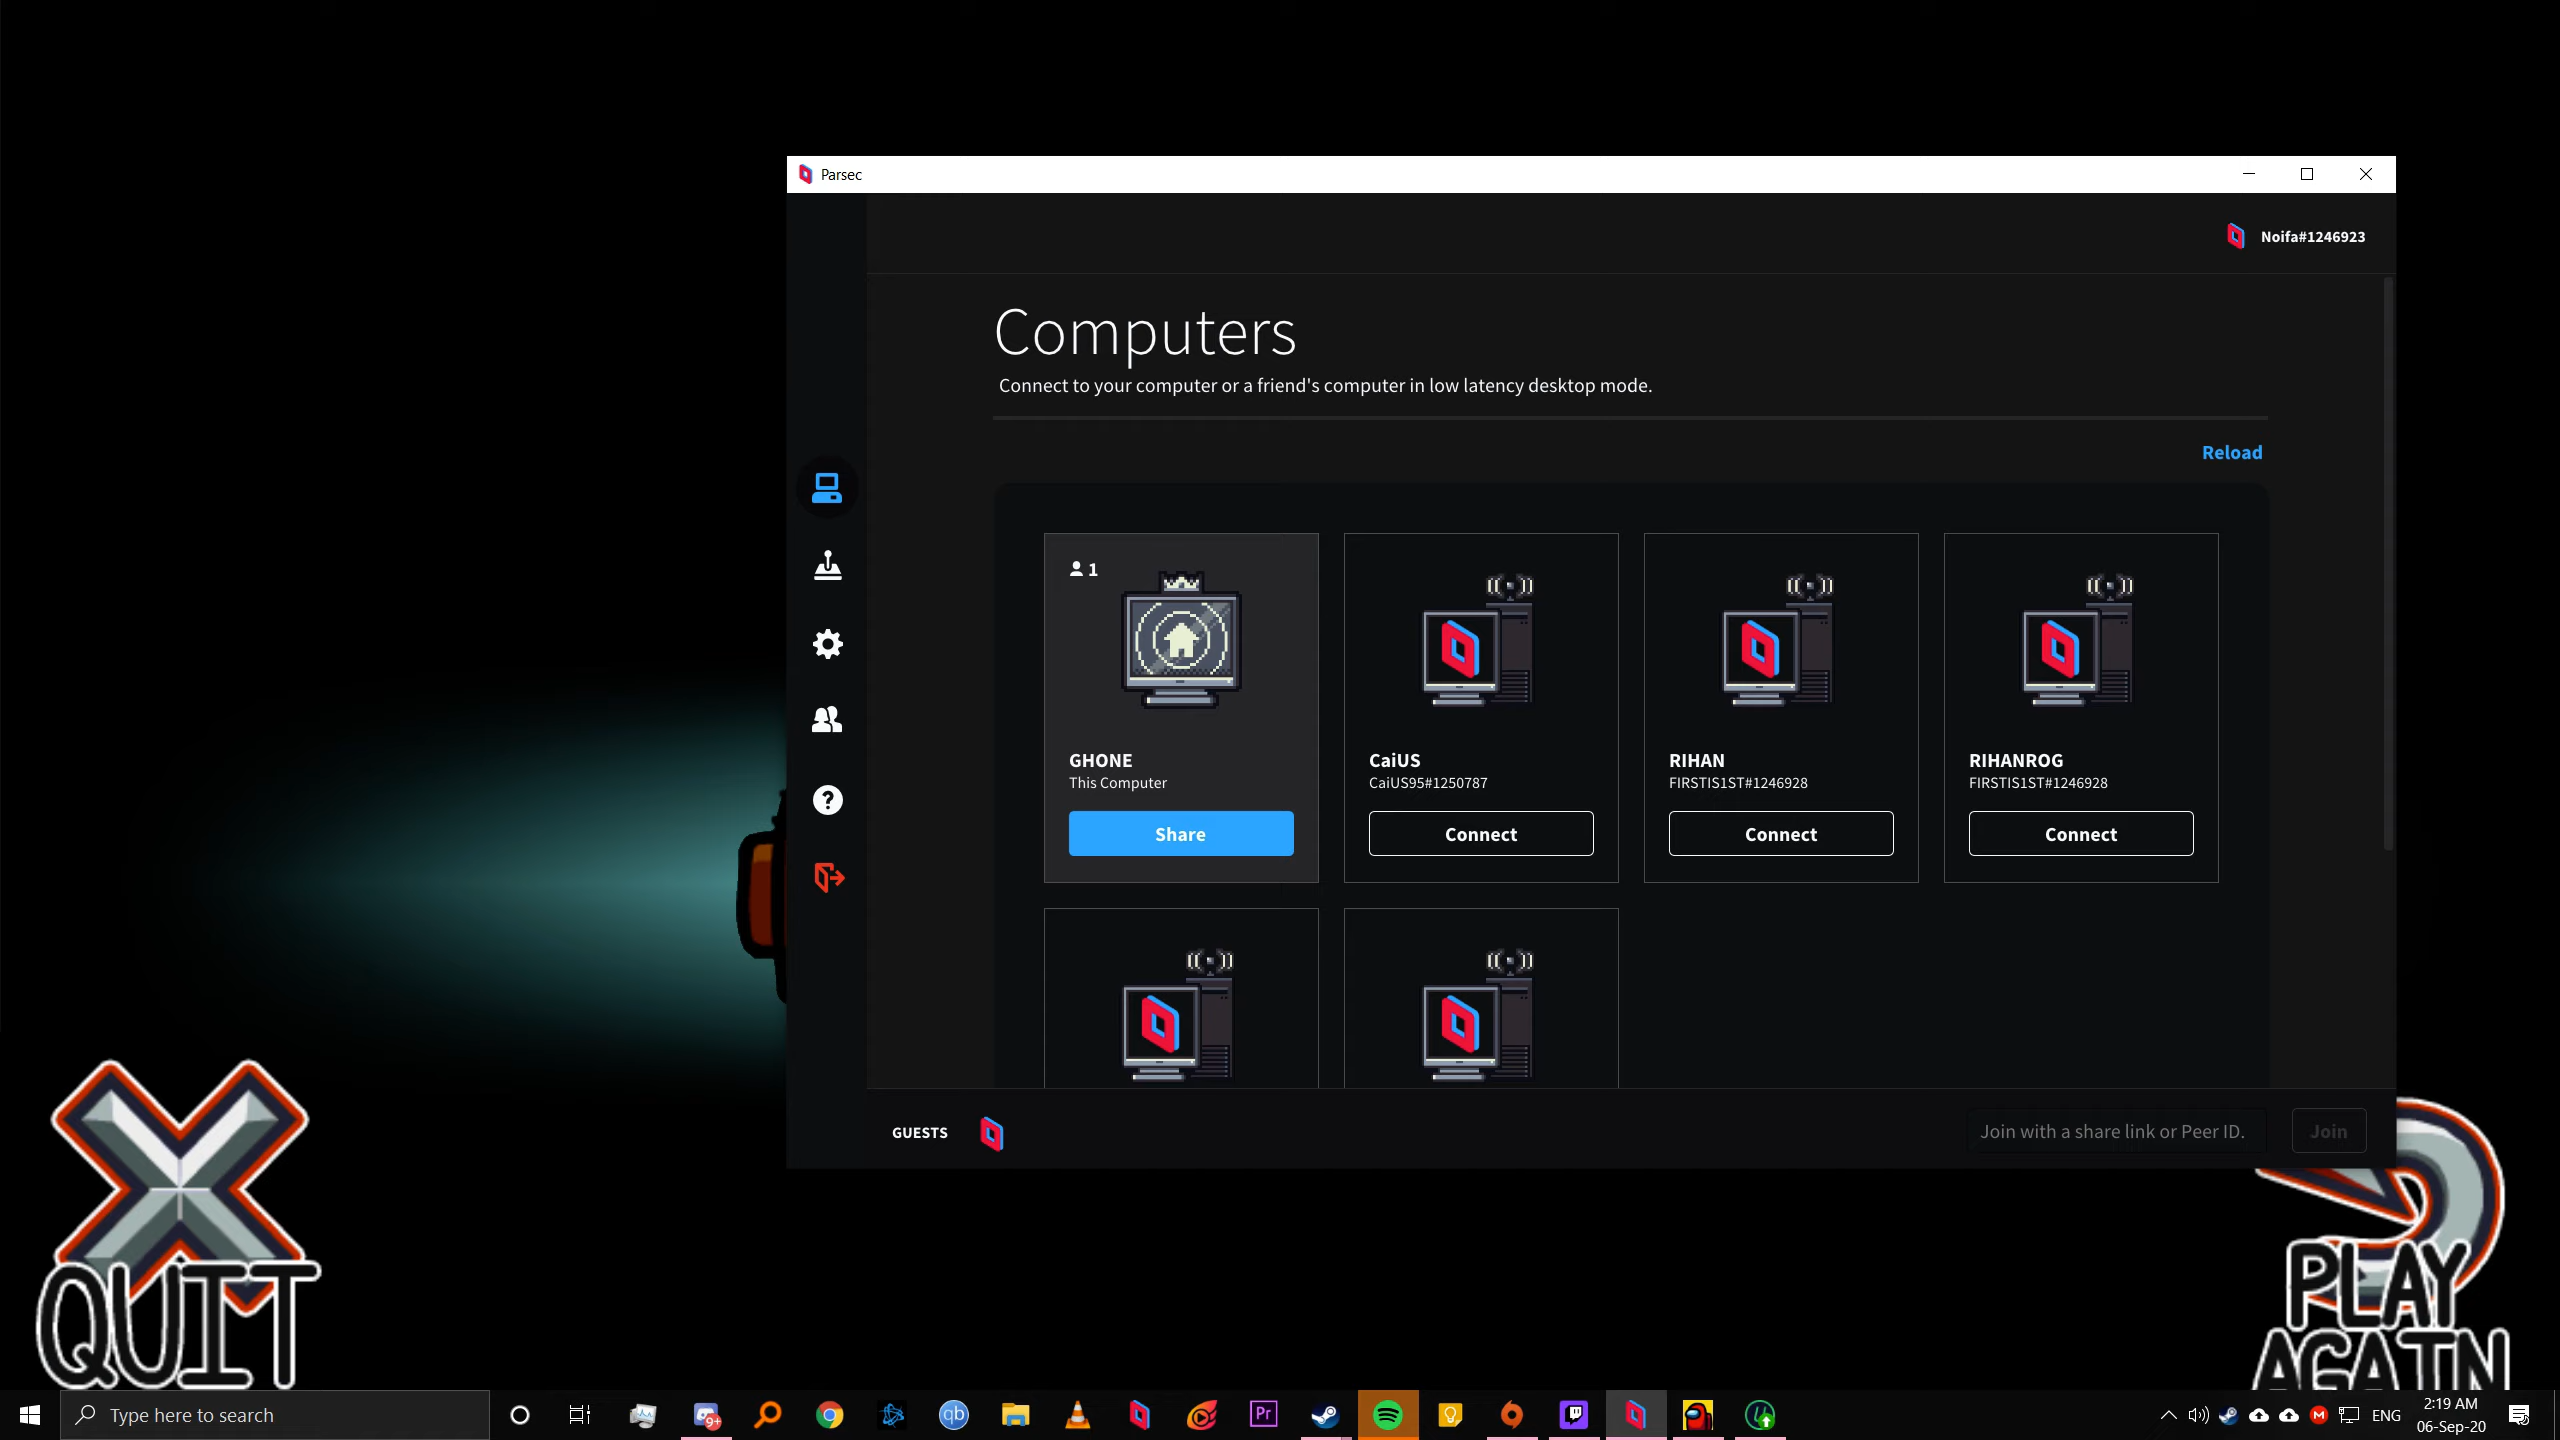 Parsec
Noifa#1246923
Computers
Connect to your computer or a friend's computer in low latency desktop mode.
Reload
1
GHONE
This Computer
Share
CaiUS
CaiUS95#1250787
Connect
RIHAN
FIRSTIS1ST#1246928
Connect
RIHANROG
FIRSTIS1ST#1246928
Connect
GUESTS
Join with a share link or Peer ID.
Join
QUIT
PLAY
AGAIN
Type here to search
9+
qb
Pr
ENG
2:19 AM
06-Sep-20